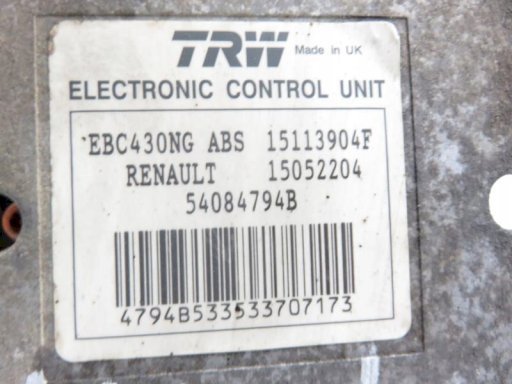 TRW Made in UK
ELECTRONIC CONTROL UNIT
EBC430NG ABS 15113904F
RENAULT 15052204
54084794B
4794B533533707173